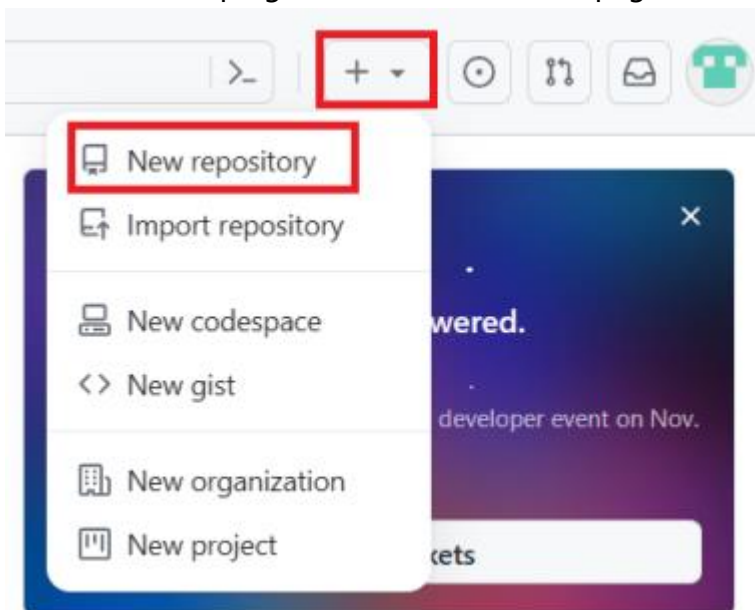 New repository
Import repository
New codespace
wered.
New gist
developer event on Nov.
New organization
New project
kets